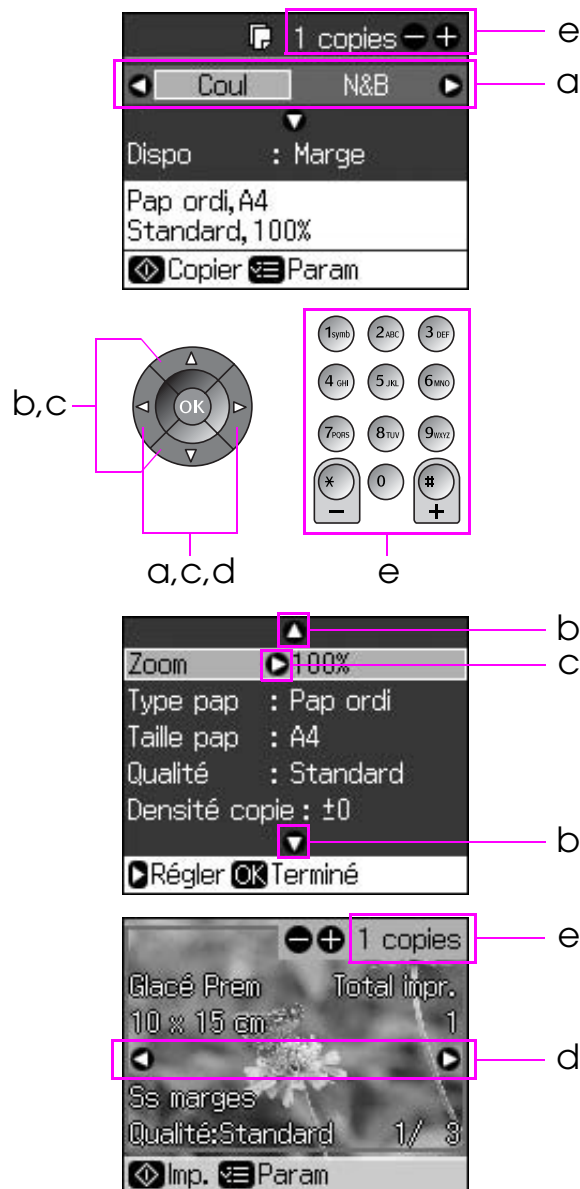 1 copies e
Coul N&B a
Dispo : Marge
Pap ordi, A4
Standard, 100%
Copier Param
b,c
OK
a,c,d
1symb 2ABC 3DEF
4GHI 5JKL 6MNO
7PQRS 8TUV 9WXYZ
* 0 #
− +
e
b
Zoom 100% c
Type pap : Pap ordi
Taille pap : A4
Qualité : Standard
Densité copie : ±0
b
Régler OK Terminé
1 copies e
Glacé Prem Total impr.
10 x 15 cm 1
d
Ss marges
Qualité:Standard 1/ 3
Imp. Param